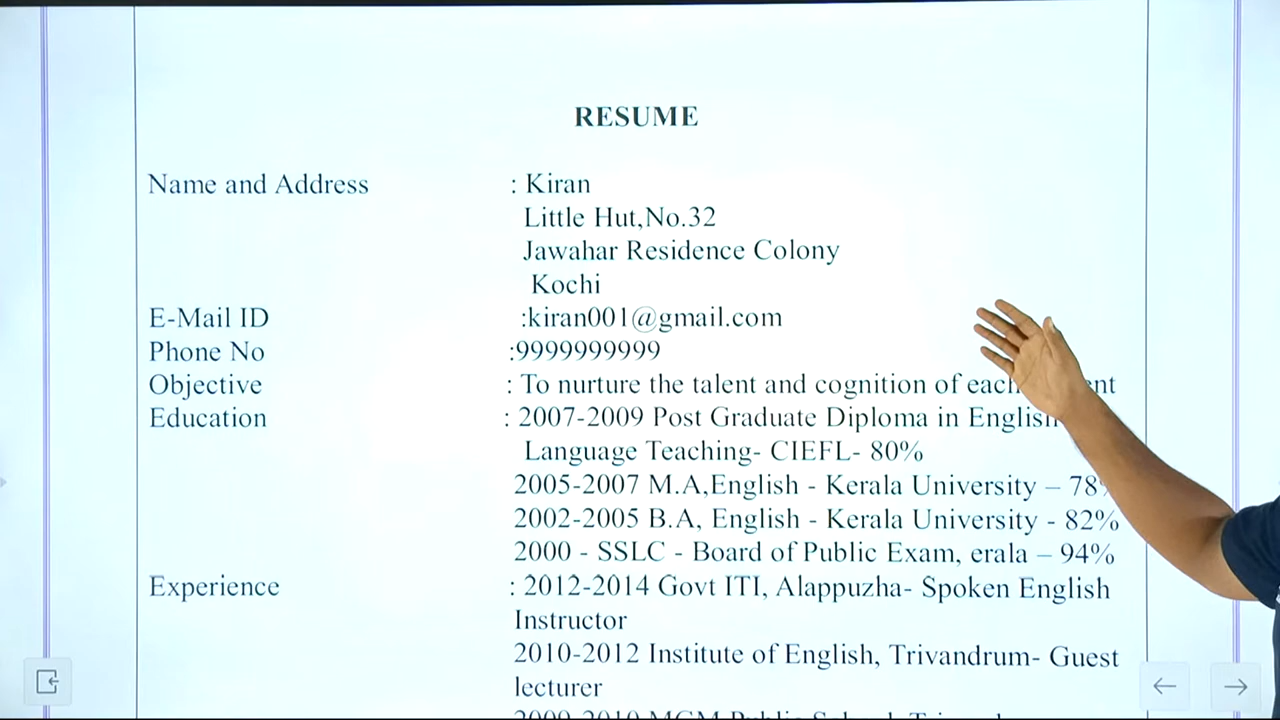 RESUME
Name and Address : Kiran
Little Hut,No.32
Jawahar Residence Colony
Kochi
E-Mail ID :kiran001@gmail.com
Phone No :9999999999
Objective : To nurture the talent and cognition of each
Education : 2007-2009 Post Graduate Diploma in English
Language Teaching- CIEFL- 80%
2005-2007 M.A,English - Kerala University – 78%
2002-2005 B.A, English - Kerala University - 82%
2000 - SSLC - Board of Public Exam, erala – 94%
Experience : 2012-2014 Govt ITI, Alappuzha- Spoken English
Instructor
2010-2012 Institute of English, Trivandrum- Guest
lecturer